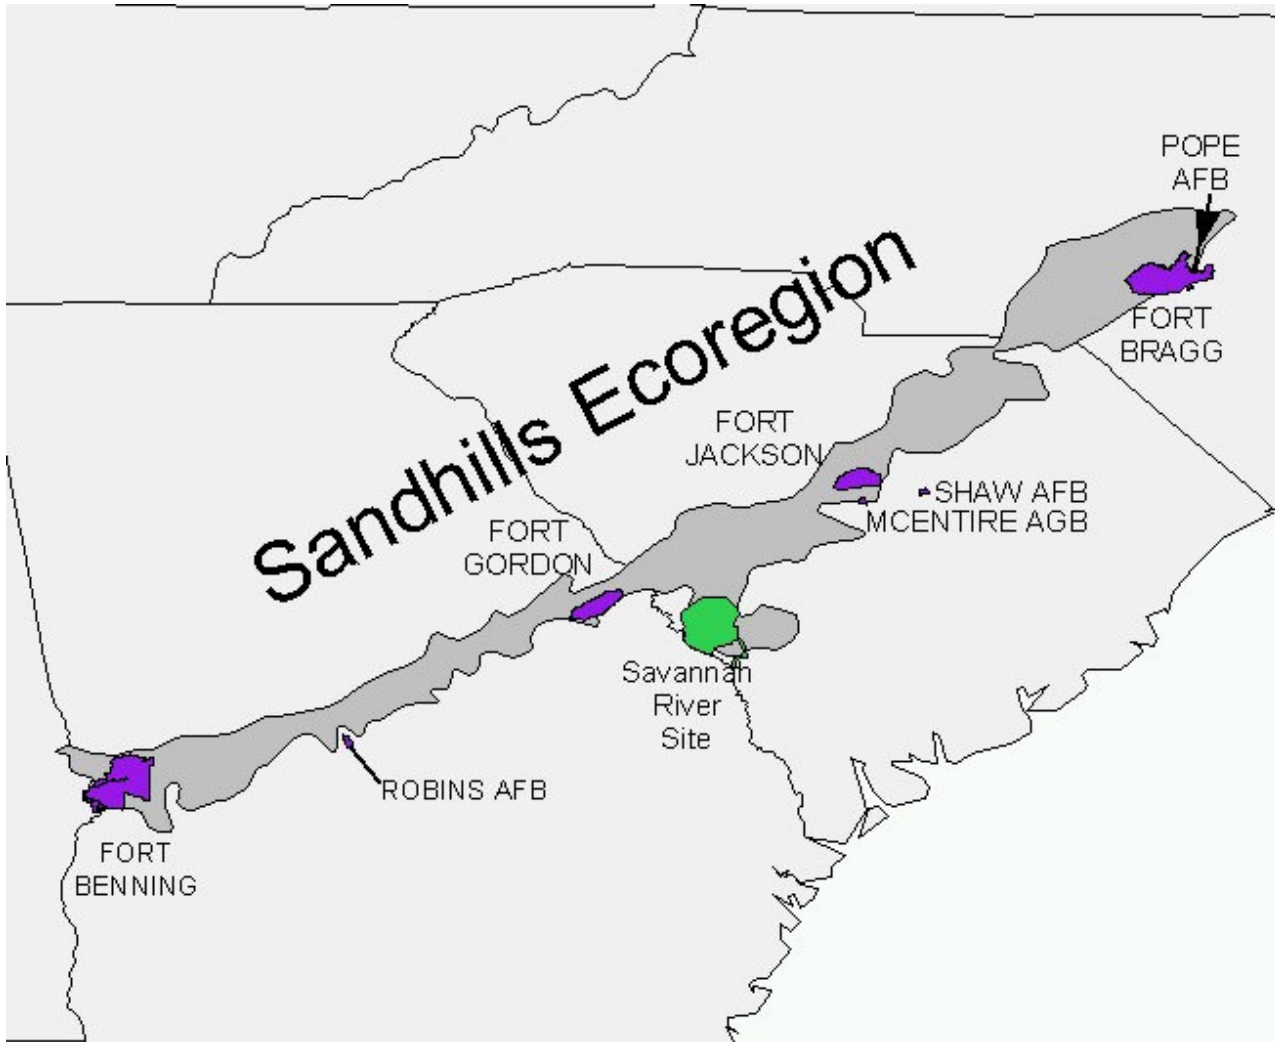 POPE
AFB
Sandhills Ecoregion
FORT
BRAGG
FORT
JACKSON
SHAW AFB
MCENTIRE AGB
FORT
GORDON
Savannah
River
Site
ROBINS AFB
FORT
BENNING